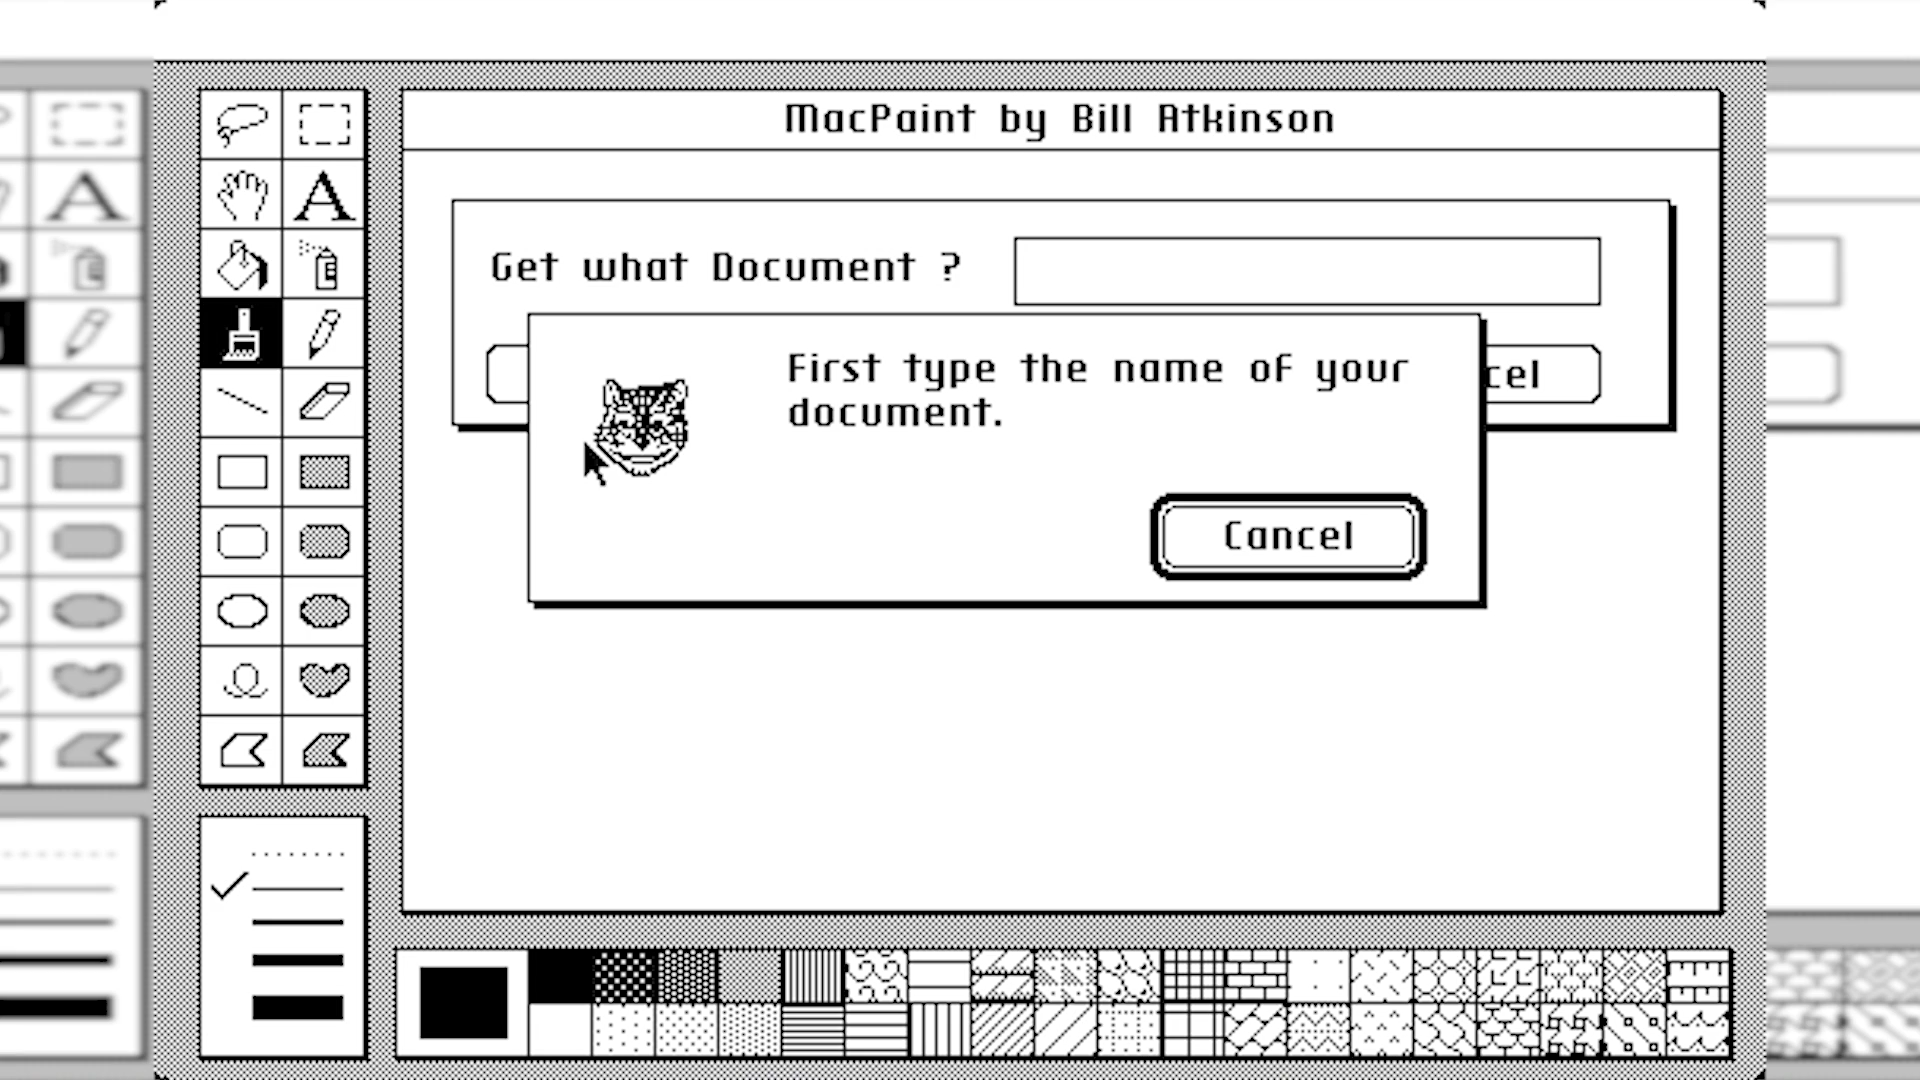 MacPaint by Bill Atkinson
Get what Document ?
First type the name of your
document.
cel
Cancel